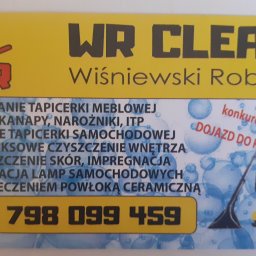 WR CLEA
Wiśniewski Rob
ANIE TAPICERKI MEBLOWEJ
KANAPY, NAROŻNIKI, ITP
E TAPICERKI SAMOCHODOWEJ
KSOWE CZYSZCZENIE WNĘTRZA
ZCZENIE SKÓR, IMPREGNACJA
ACJA LAMP SAMOCHODOWYCH
ECZENIEM POWŁOKĄ CERAMICZNĄ
konkur
DOJAZD DO
798 099 459